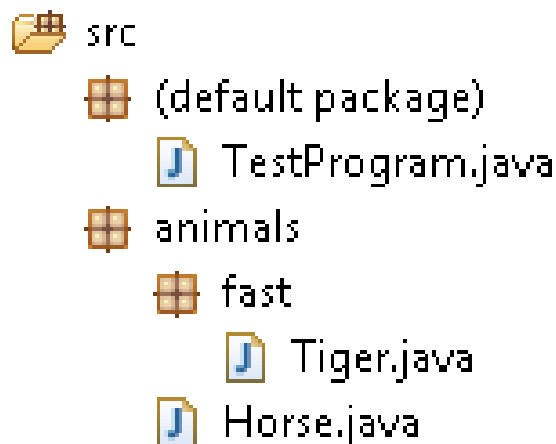 src
(default package)
TestProgram.java
animals
fast
Tiger.java
Horse.java